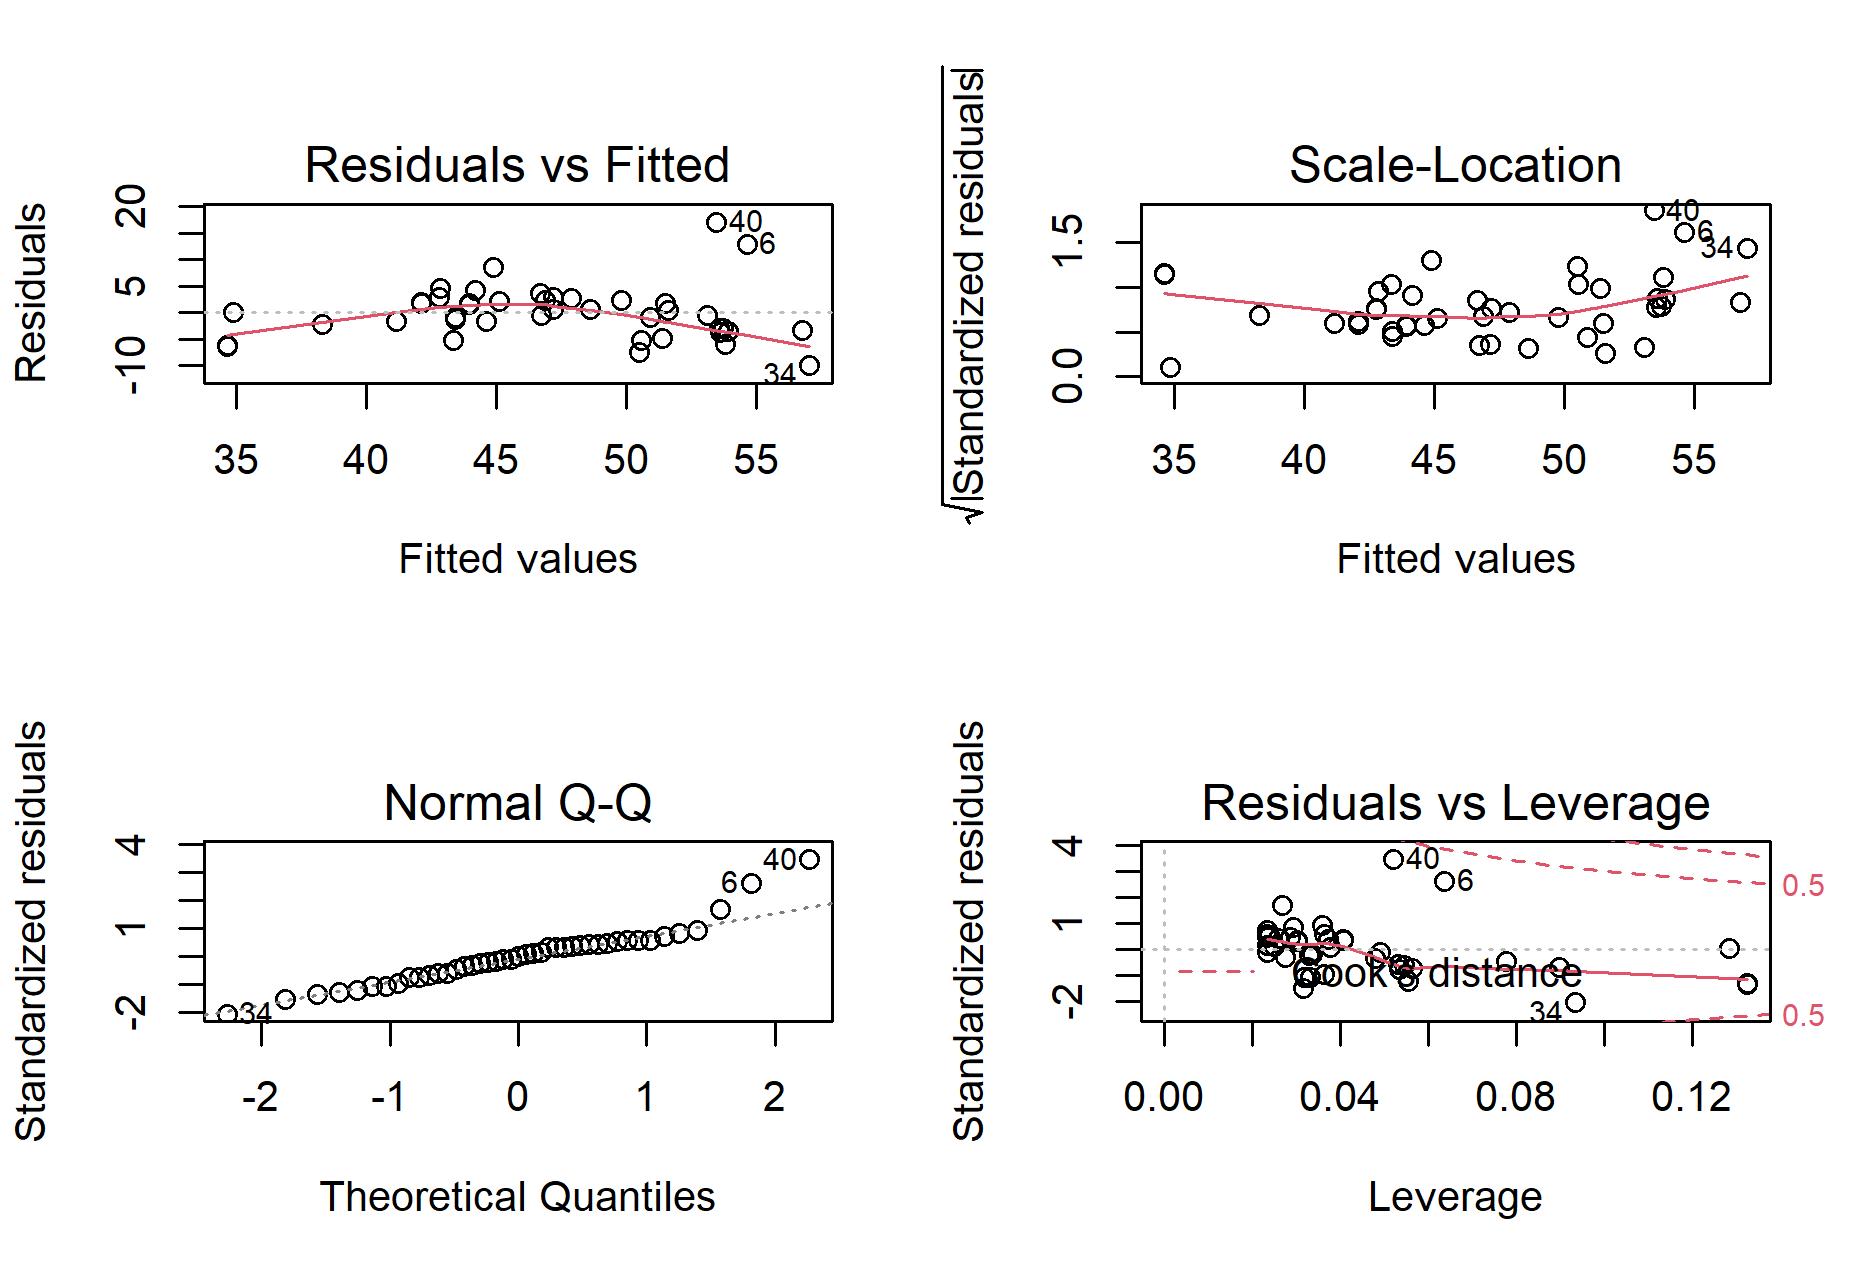 Residuals vs Fitted
Residuals
20
5
-10
40
6
34
35 40 45 50 55
Fitted values
Scale-Location
√|Standardized residuals|
1.5
0.0
40
6
34
35 40 45 50 55
Fitted values
Normal Q-Q
Standardized residuals
4
1
-2
40
6
34
-2 -1 0 1 2
Theoretical Quantiles
Residuals vs Leverage
Standardized residuals
4
1
-2
40
6
0.5
distance
34
0.5
0.00 0.04 0.08 0.12
Leverage